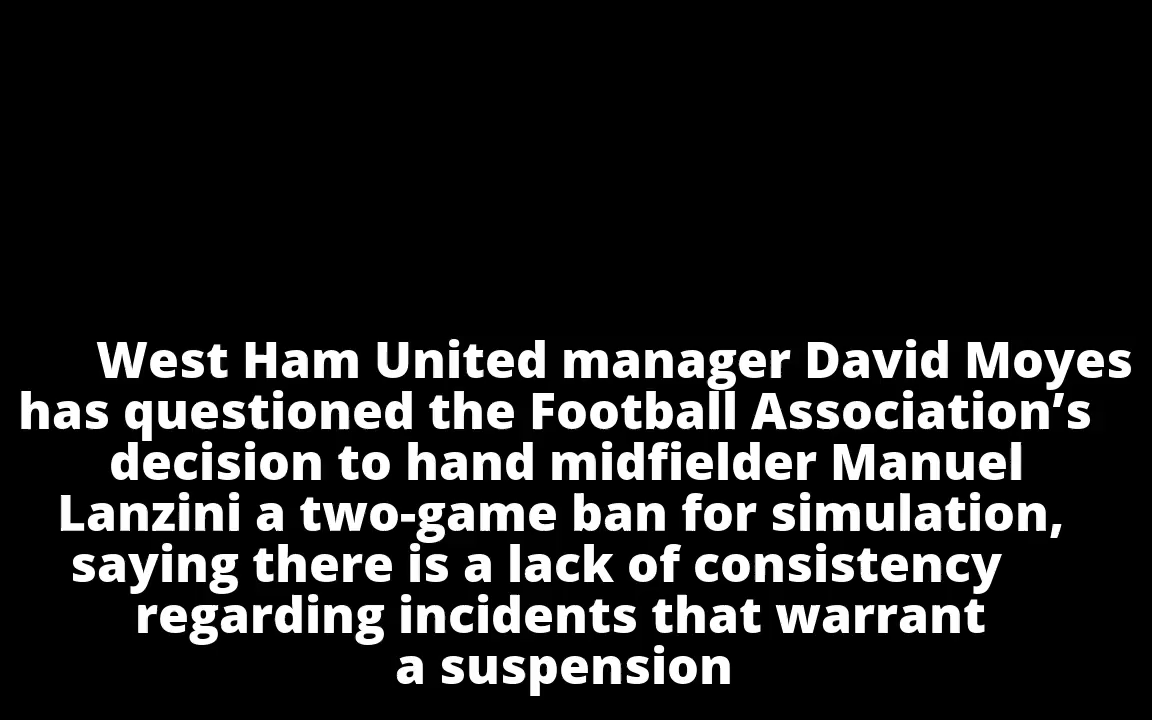 West Ham United manager David Moyes
has questioned the Football Association’s
decision to hand midfielder Manuel
Lanzini a two-game ban for simulation,
saying there is a lack of consistency
regarding incidents that warrant
a suspension